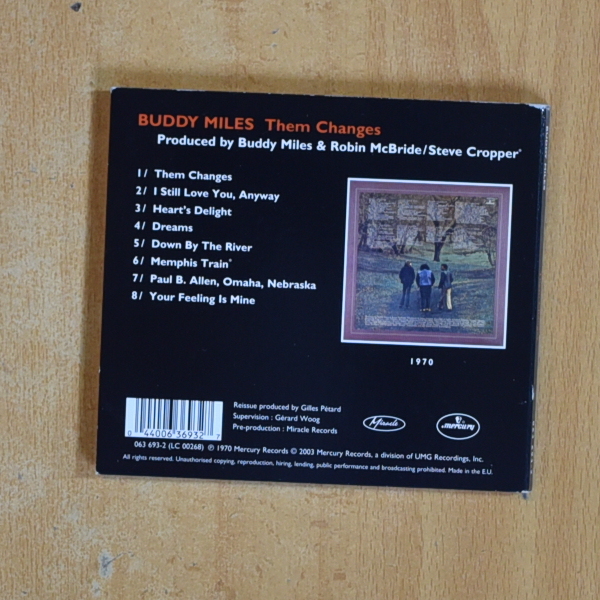 BUDDY MILES Them Changes
Produced by Buddy Miles & Robin McBride/Steve Cropper*
1/ Them Changes
2/ I Still Love You, Anyway
3/ Heart's Delight
4/ Dreams
5/ Down By The River
6/ Memphis Train*
7/ Paul B. Allen, Omaha, Nebraska
8/ Your Feeling Is Mine
1970
Reissue produced by Gilles Pétard
Supervision : Gérard Woog
Pre-production : Miracle Records
0 44006 36932 7
Miracle
mercury
063 693-2 (LC 00268) ℗ 1970 Mercury Records © 2003 Mercury Records, a division of UMG Recordings, Inc.
All rights reserved. Unauthorised copying, reproduction, hiring, lending, public performance and broadcasting prohibited. Made in the E.U.